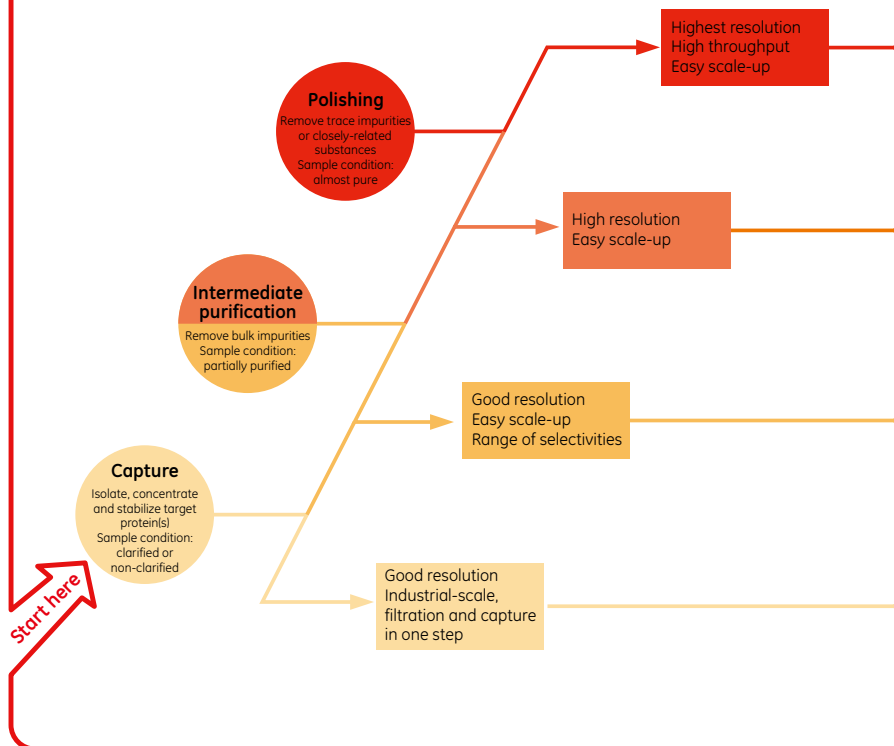 Highest resolution
High throughput
Easy scale-up
Polishing
Remove trace impurities
or closely-related
substances
Sample condition:
almost pure
High resolution
Easy scale-up
Intermediate
purification
Remove bulk impurities
Sample condition:
partially purified
Good resolution
Easy scale-up
Range of selectivities
Capture
Isolate, concentrate
and stabilize target
protein(s)
Sample condition:
clarified or
non-clarified
Good resolution
Industrial-scale,
filtration and capture
in one step
Start here